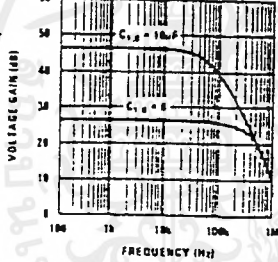 50
C₁,₈ = 10µF
40
VOLTAGE GAIN (dB)
30
C₁,₈ = 0
20
10
0
100 1k 10k 100k 1M
FREQUENCY (Hz)